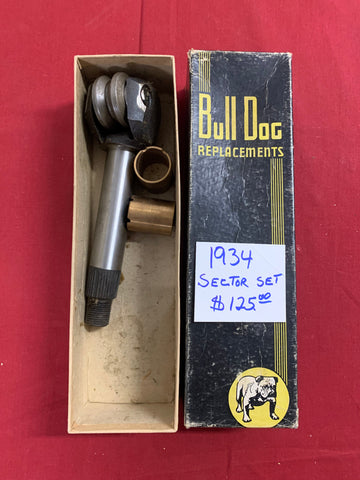 Bull Dog
REPLACEMENTS
1934
SECTOR SET
$125.00